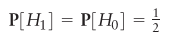 P[H₁] = P[H₀] = 1/2